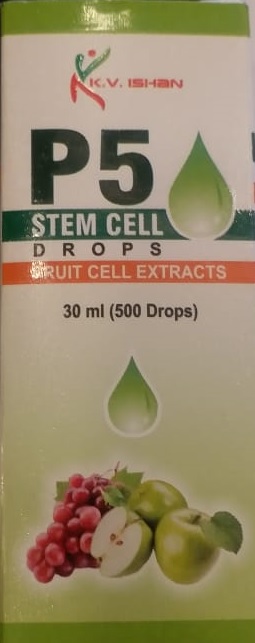 K.V. ISHAN
P5
STEM CELL
DROPS
FRUIT CELL EXTRACTS
30 ml (500 Drops)